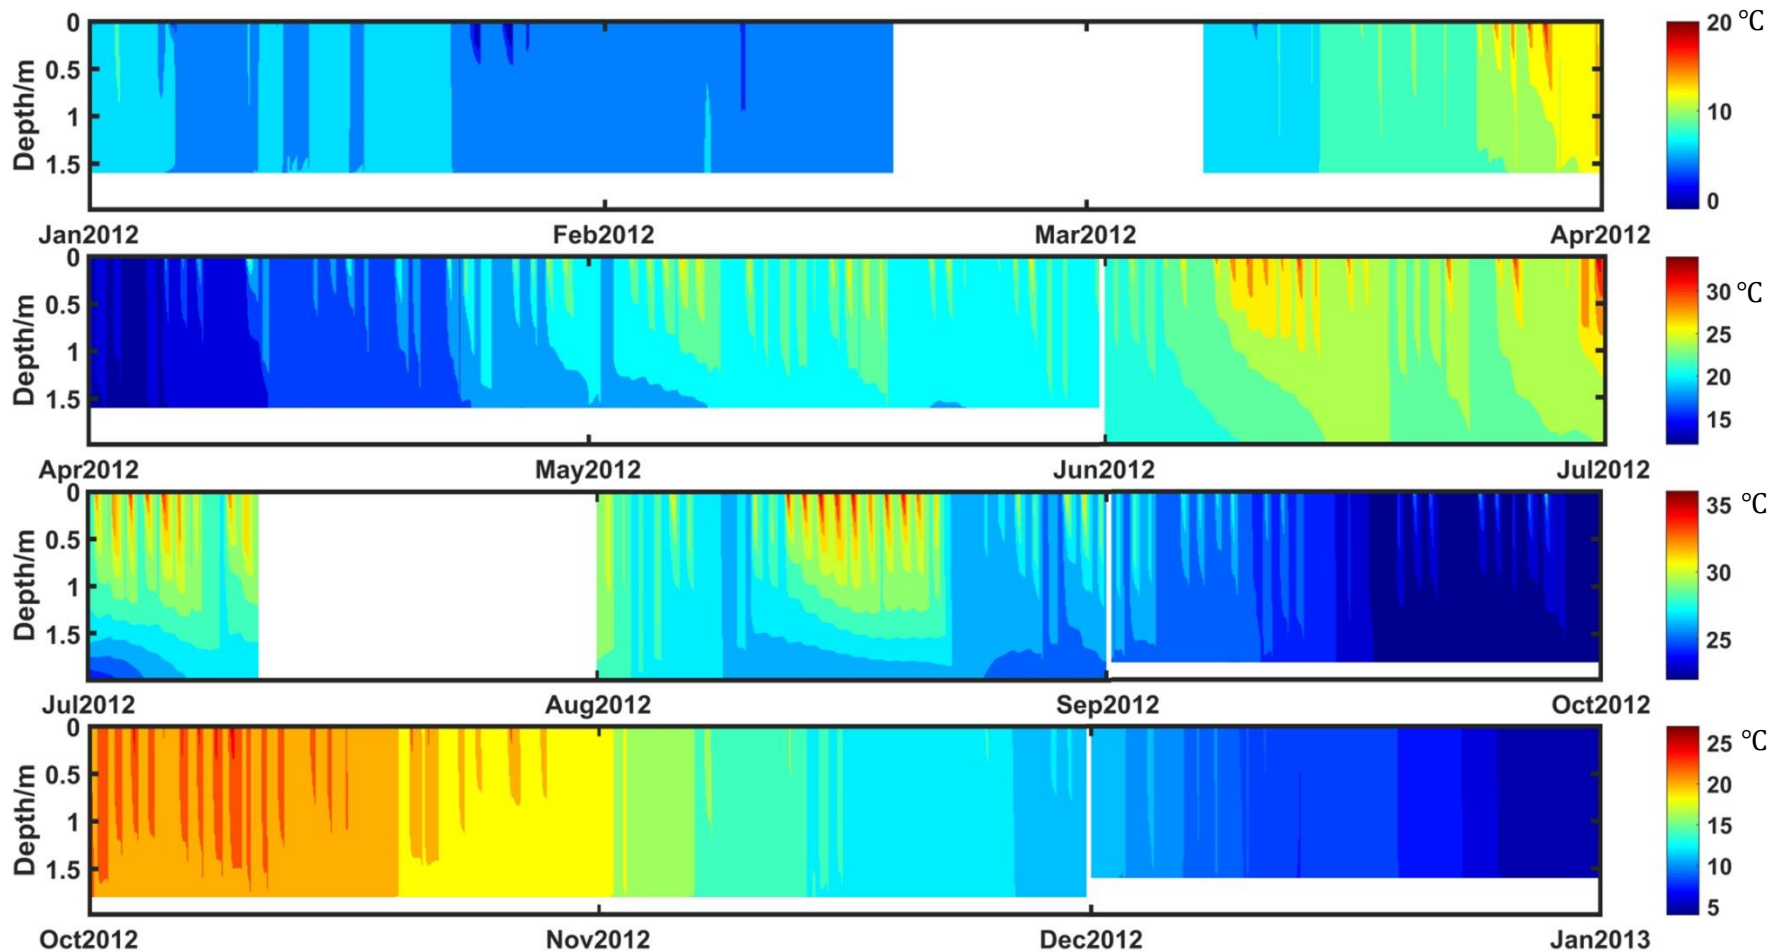 0
0.5
1
1.5
Depth/m
Jan2012 Feb2012 Mar2012 Apr2012
20 °C
10
0
0
0.5
1
1.5
Depth/m
Apr2012 May2012 Jun2012 Jul2012
30 °C
25
20
15
0
0.5
1
1.5
Depth/m
Jul2012 Aug2012 Sep2012 Oct2012
35 °C
30
25
0
0.5
1
1.5
Depth/m
Oct2012 Nov2012 Dec2012 Jan2013
25 °C
20
15
10
5